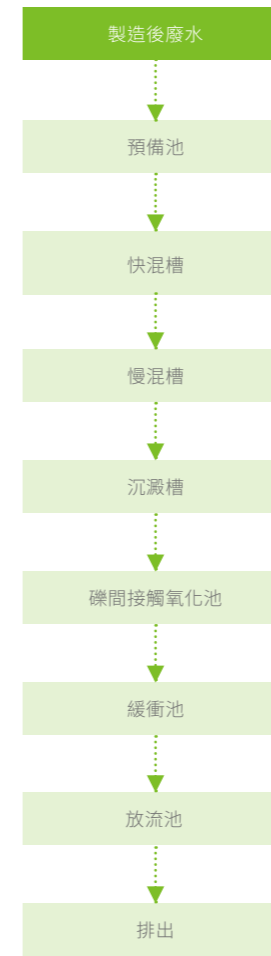 製造後廢水
預備池
快混槽
慢混槽
沉澱槽
礫間接觸氧化池
緩衝池
放流池
排出